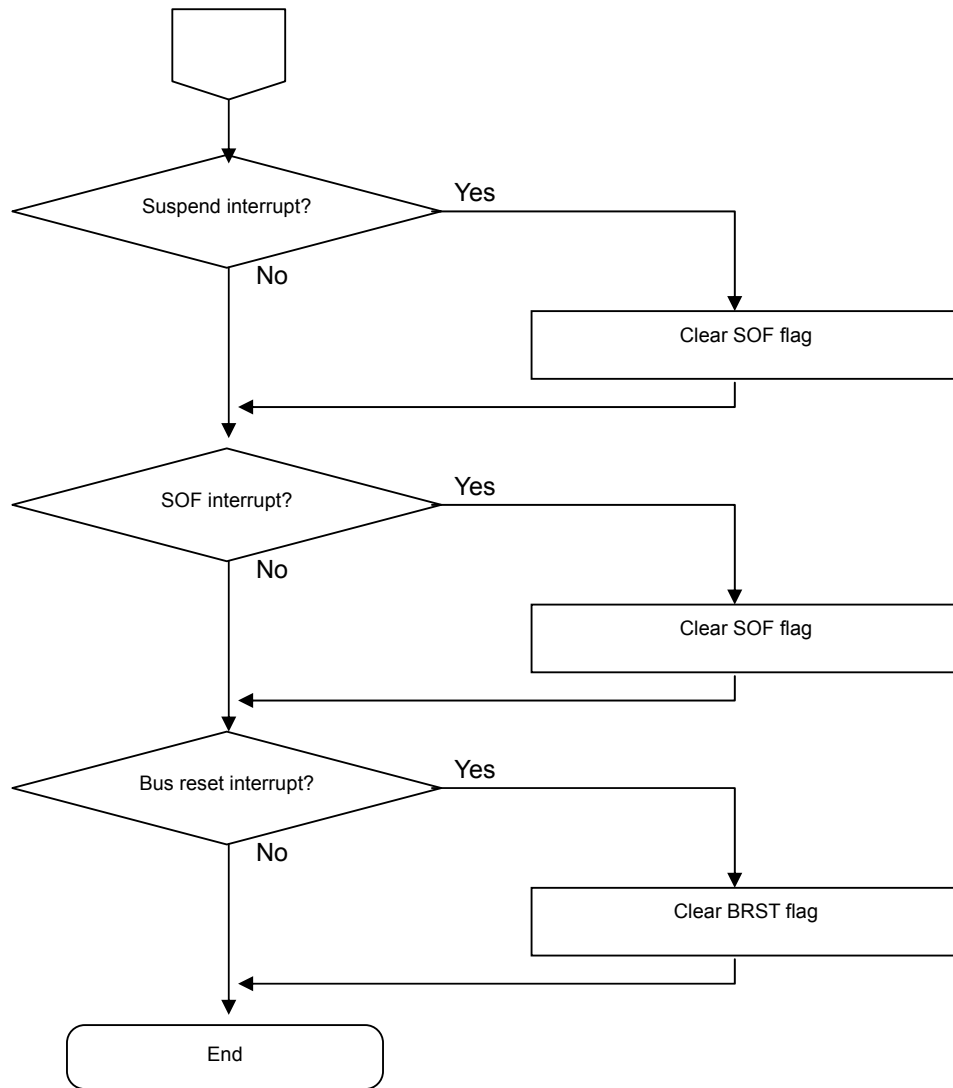 Suspend interrupt?
Yes
No
Clear SOF flag
SOF interrupt?
Yes
No
Clear SOF flag
Bus reset interrupt?
Yes
No
Clear BRST flag
End